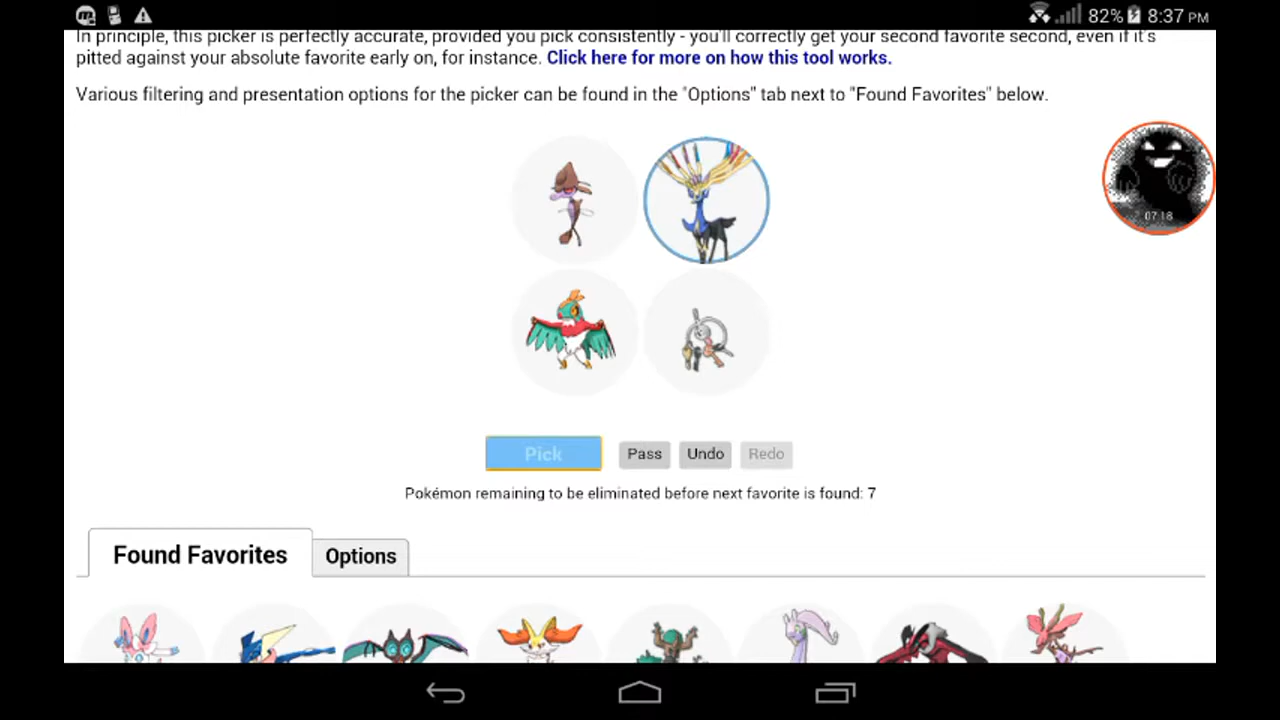 82% 8:37 PM
In principle, this picker is perfectly accurate, provided you pick consistently - you'll correctly get your second favorite second, even if it's
pitted against your absolute favorite early on, for instance. Click here for more on how this tool works.
Various filtering and presentation options for the picker can be found in the "Options" tab next to "Found Favorites" below.
07:18
Pick Pass Undo Redo
Pokémon remaining to be eliminated before next favorite is found: 7
Found Favorites Options